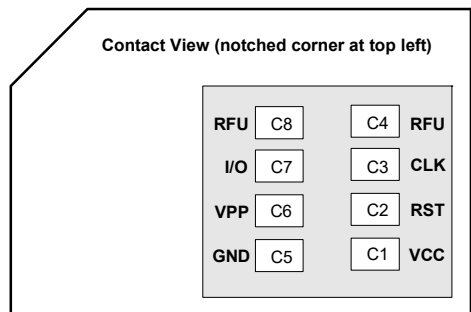 Contact View (notched corner at top left)
RFU C8 C4 RFU
I/O C7 C3 CLK
VPP C6 C2 RST
GND C5 C1 VCC